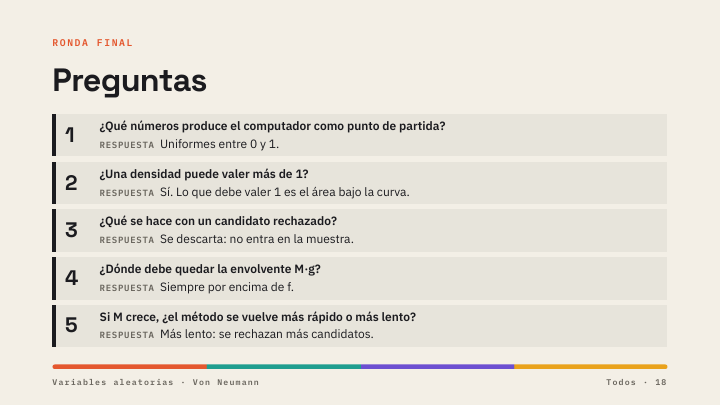 RONDA FINAL
Preguntas
1
¿Qué números produce el computador como punto de partida?
RESPUESTA Uniformes entre 0 y 1.
2
¿Una densidad puede valer más de 1?
RESPUESTA Sí. Lo que debe valer 1 es el área bajo la curva.
3
¿Qué se hace con un candidato rechazado?
RESPUESTA Se descarta: no entra en la muestra.
4
¿Dónde debe quedar la envolvente M·g?
RESPUESTA Siempre por encima de f.
5
Si M crece, ¿el método se vuelve más rápido o más lento?
RESPUESTA Más lento: se rechazan más candidatos.
Variables aleatorias · Von Neumann
Todos · 18